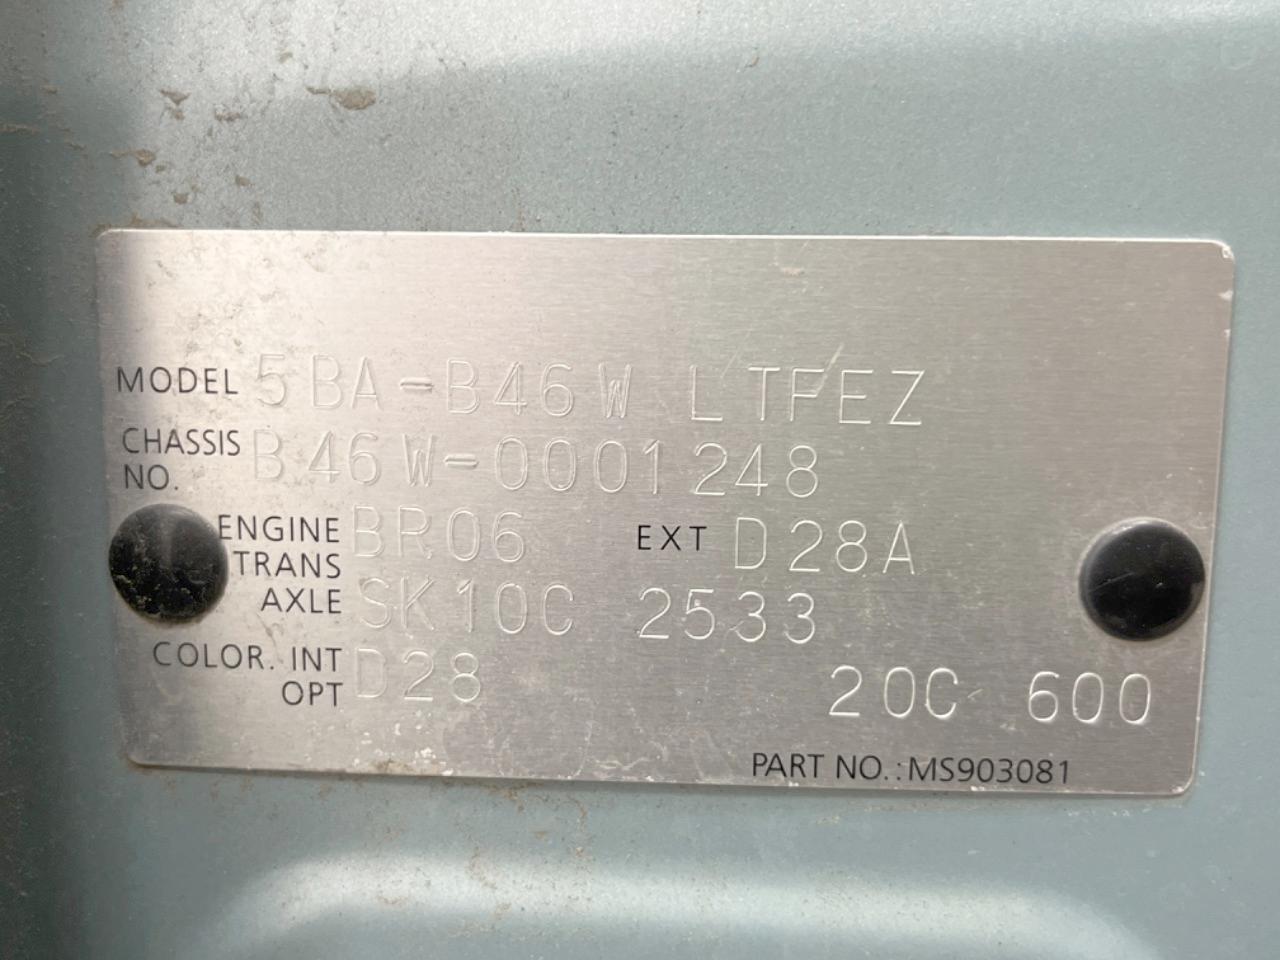 MODEL 5BA-B46W LTFEZ
CHASSIS NO. B46W-0001248
ENGINE BR06 EXT D28A
TRANS AXLE SK10C 2533
COLOR. INT D28
OPT 20C 600
PART NO.: MS903081